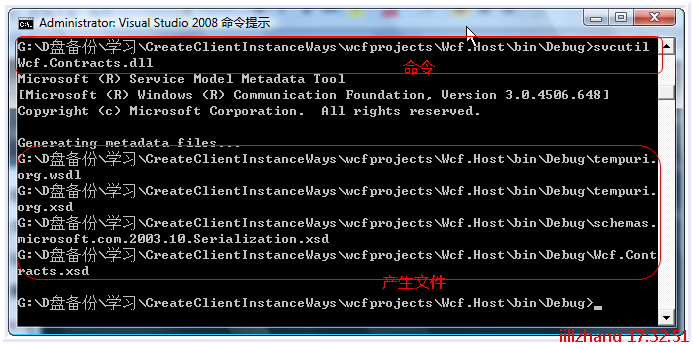 Administrator: Visual Studio 2008 命令提示
G:\D盘备份\学习\CreateClientInstanceWays\wcfprojects\Wcf.Host\bin\Debug>svcutil
Wcf.Contracts.dll
命令
Microsoft (R) Service Model Metadata Tool
[Microsoft (R) Windows (R) Communication Foundation, Version 3.0.4506.648]
Copyright (c) Microsoft Corporation.  All rights reserved.
Generating metadata files...
G:\D盘备份\学习\CreateClientInstanceWays\wcfprojects\Wcf.Host\bin\Debug\tempuri.
org.wsdl
G:\D盘备份\学习\CreateClientInstanceWays\wcfprojects\Wcf.Host\bin\Debug\tempuri.
org.xsd
G:\D盘备份\学习\CreateClientInstanceWays\wcfprojects\Wcf.Host\bin\Debug\schemas.
microsoft.com.2003.10.Serialization.xsd
G:\D盘备份\学习\CreateClientInstanceWays\wcfprojects\Wcf.Host\bin\Debug\Wcf.Cont
racts.xsd
产生文件
G:\D盘备份\学习\CreateClientInstanceWays\wcfprojects\Wcf.Host\bin\Debug>_
jillzhang 17:32:51